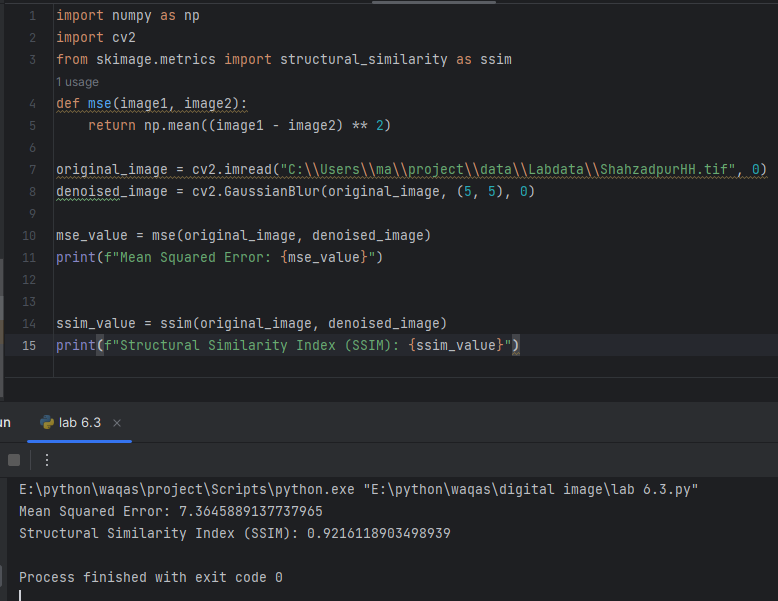 1 import numpy as np
2 import cv2
3 from skimage.metrics import structural_similarity as ssim
1 usage
4 def mse(image1, image2):
5     return np.mean((image1 - image2) ** 2)
6
7 original_image = cv2.imread("C:\\Users\\ma\\project\\data\\Labdata\\ShahzadpurHH.tif", 0)
8 denoised_image = cv2.GaussianBlur(original_image, (5, 5), 0)
9
10 mse_value = mse(original_image, denoised_image)
11 print(f"Mean Squared Error: {mse_value}")
12
13
14 ssim_value = ssim(original_image, denoised_image)
15 print(f"Structural Similarity Index (SSIM): {ssim_value}")
un lab 6.3 ×
E:\python\waqas\project\Scripts\python.exe "E:\python\waqas\digital image\lab 6.3.py"
Mean Squared Error: 7.3645889137737965
Structural Similarity Index (SSIM): 0.9216118903498939
Process finished with exit code 0